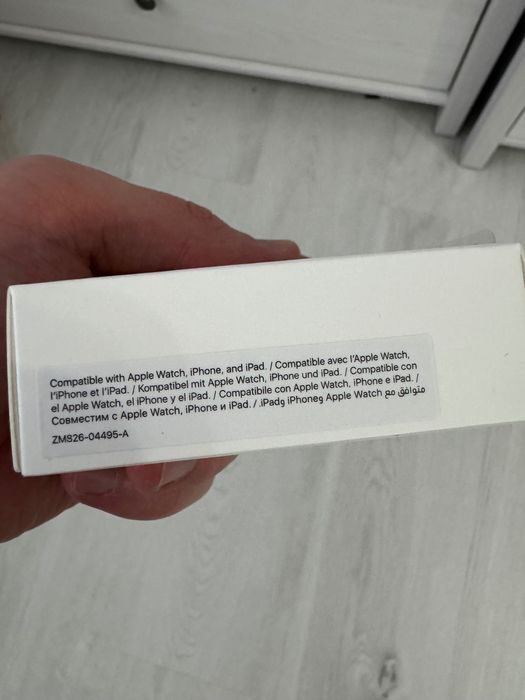 Compatible with Apple Watch, iPhone, and iPad. / Compatible avec l'Apple Watch,
l'iPhone et l'iPad. / Kompatibel mit Apple Watch, iPhone und iPad. / Compatible con
el Apple Watch, el iPhone y el iPad. / Compatibile con Apple Watch, iPhone e iPad. /
Совместим с Apple Watch, iPhone и iPad. / متوافق مع Apple Watch وiPhone وiPad.
ZM826-04495-A